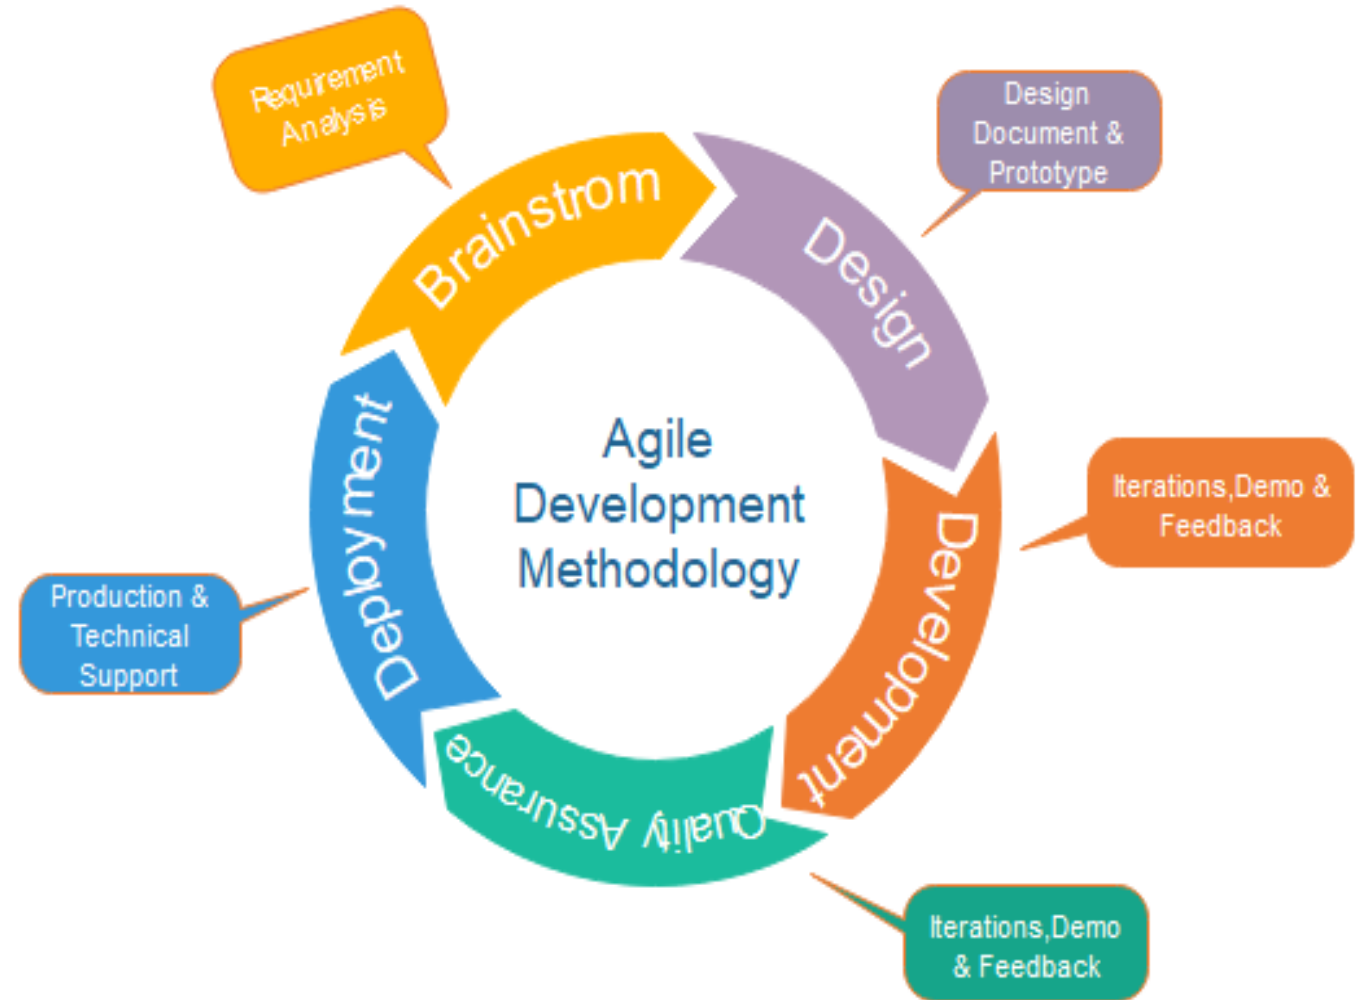 Requirement
Analysis
Brainstrom
Design
Document &
Prototype
Design
Iterations,Demo &
Feedback
Development
Iterations,Demo
& Feedback
Quality Assurance
Production &
Technical
Support
Deployment
Agile
Development
Methodology